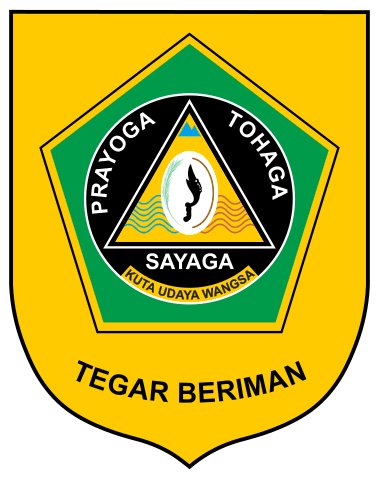 PRAYOGA
TOHAGA
SAYAGA
KUTA UDAYA WANGSA
TEGAR BERIMAN